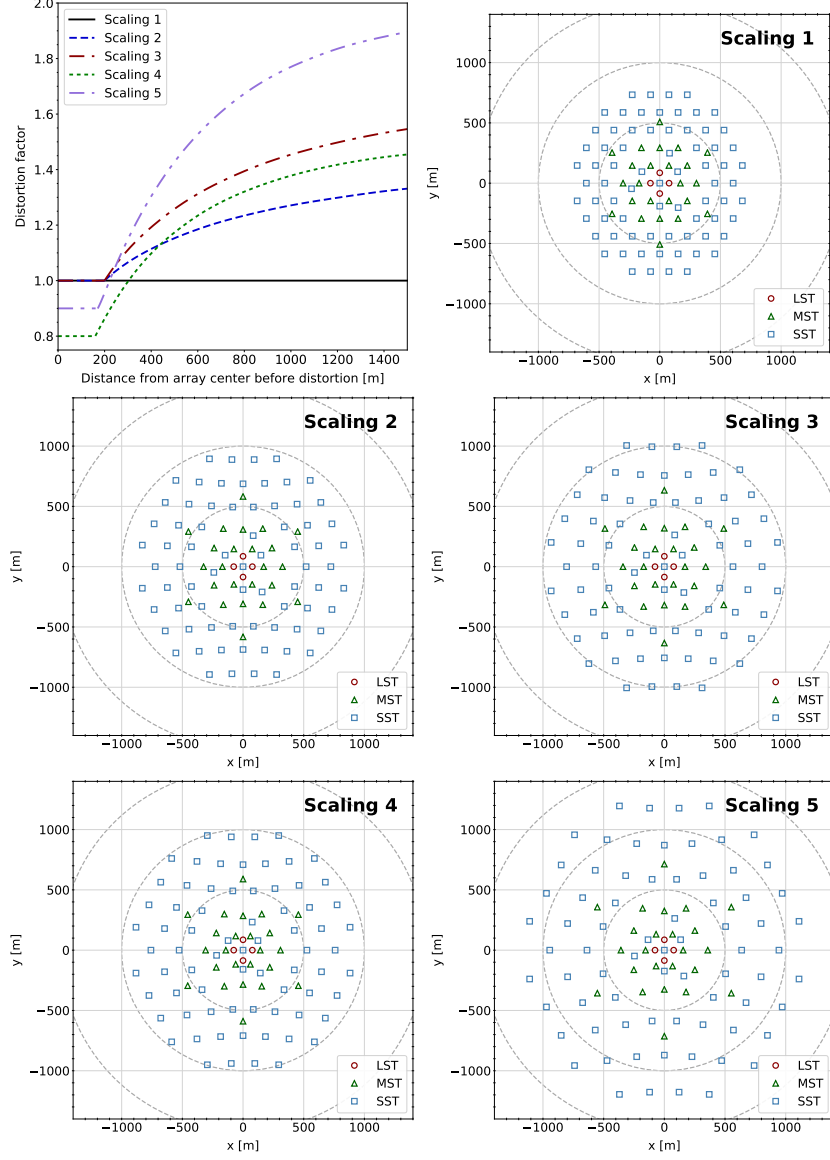 2.0
1.8
1.6
1.4
1.2
1.0
0.8
Distortion factor
Scaling 1
Scaling 2
Scaling 3
Scaling 4
Scaling 5
0 200 400 600 800 1000 1200 1400
Distance from array center before distortion [m]
Scaling 1
1000
500
0
−500
−1000
y [m]
LST
MST
SST
−1000 −500 0 500 1000
x [m]
Scaling 2
1000
500
0
−500
−1000
y [m]
LST
MST
SST
−1000 −500 0 500 1000
x [m]
Scaling 3
1000
500
0
−500
−1000
y [m]
LST
MST
SST
−1000 −500 0 500 1000
x [m]
Scaling 4
1000
500
0
−500
−1000
y [m]
LST
MST
SST
−1000 −500 0 500 1000
x [m]
Scaling 5
1000
500
0
−500
−1000
y [m]
LST
MST
SST
−1000 −500 0 500 1000
x [m]